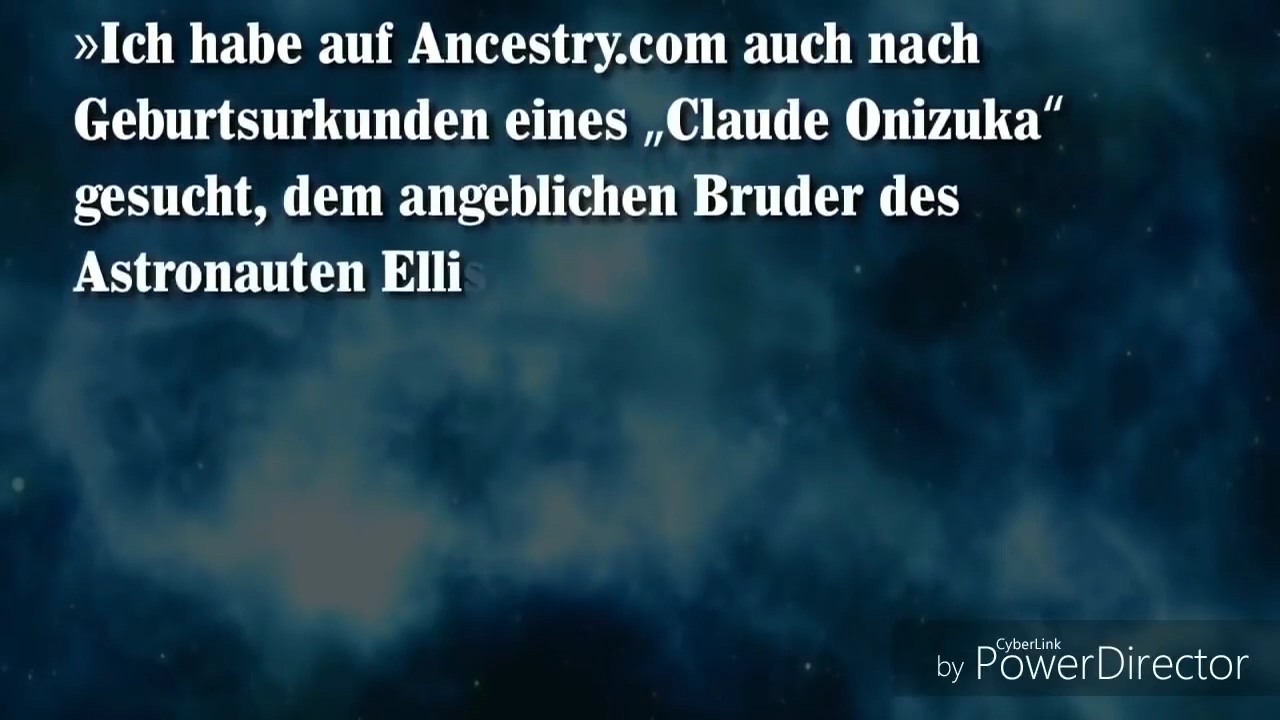 »Ich habe auf Ancestry.com auch nach
Geburtsurkunden eines „Claude Onizuka“
gesucht, dem angeblichen Bruder des
Astronauten Ellis
by CyberLink PowerDirector